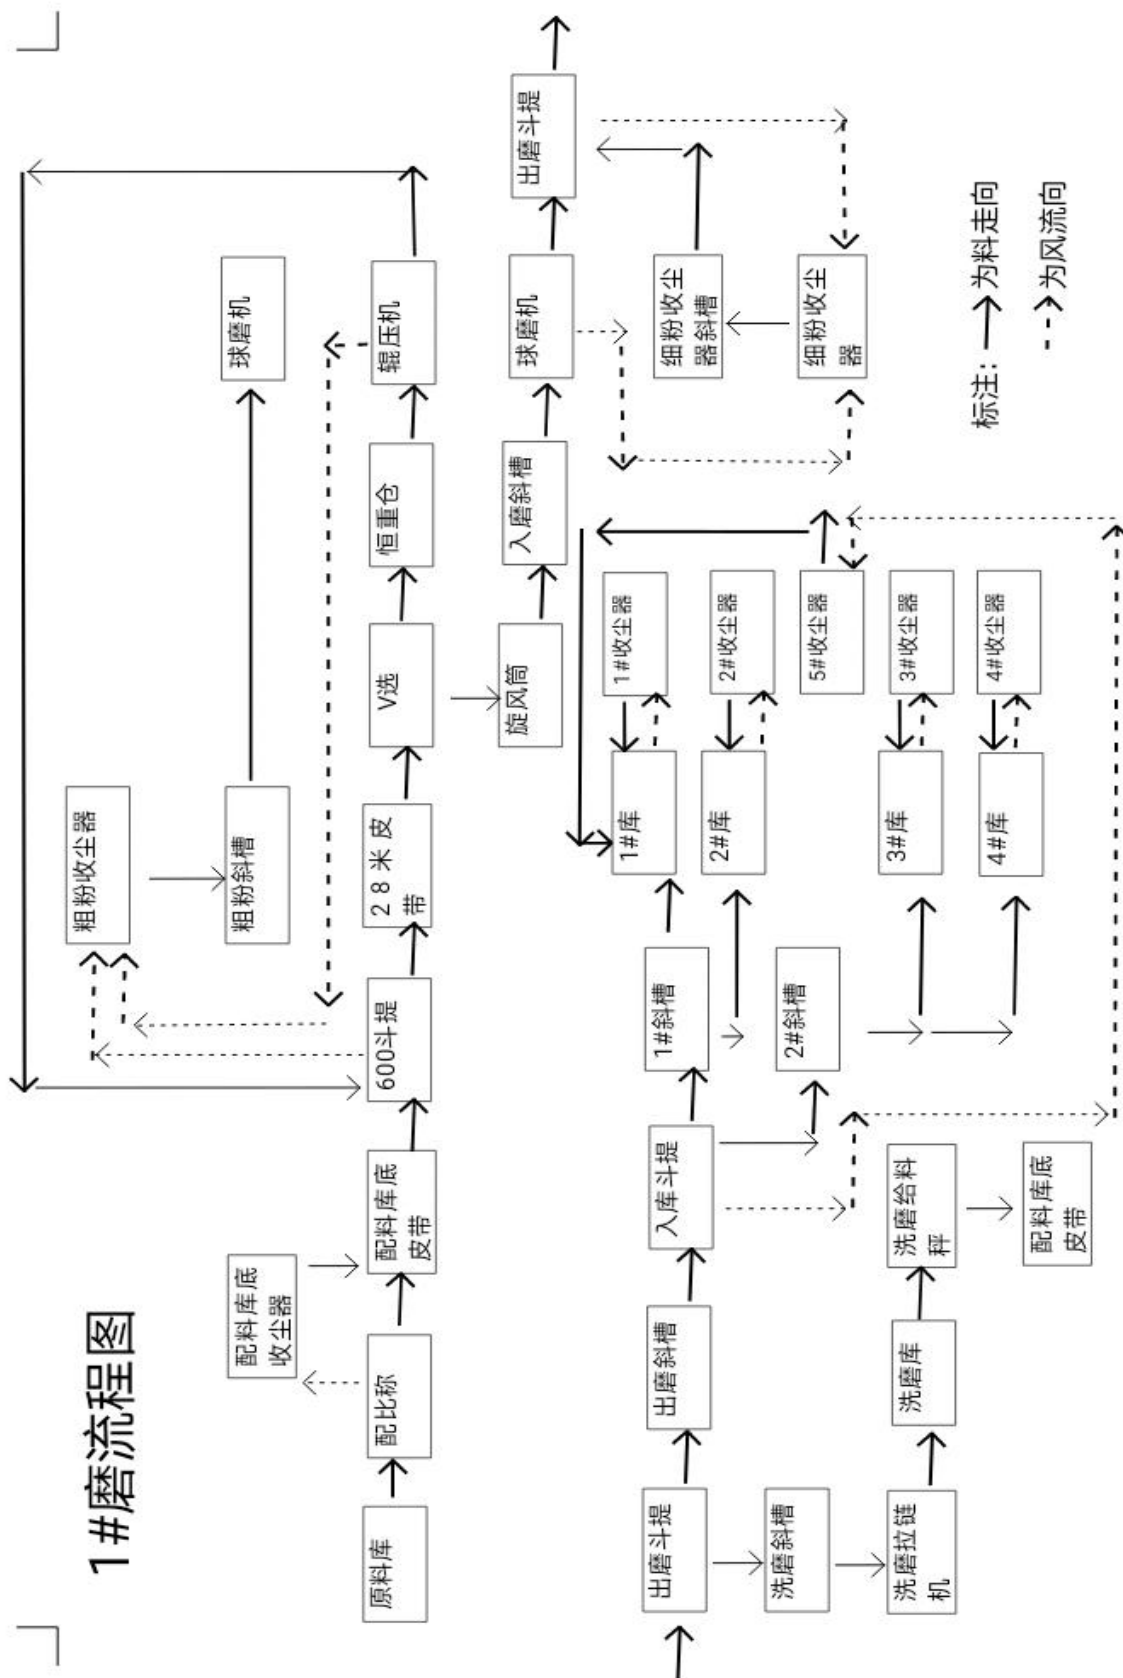 1#磨流程图
粗粉收尘器
配料库底
收尘器
粗粉斜槽
球磨机
原料库
配比称
配料库底
皮带
600斗提
28米皮
带
V选
恒重仓
辊压机
旋风筒
入磨斜槽
球磨机
出磨斗提
出磨斗提
出磨斜槽
入库斗提
1#斜槽
1#库
1#收尘器
细粉收尘
器斜槽
2#库
2#收尘器
洗磨斜槽
2#斜槽
5#收尘器
细粉收尘
器
洗磨拉链
机
洗磨库
洗磨给料
秤
3#库
3#收尘器
配料库底
皮带
4#库
4#收尘器
标注：
为料走向
为风流向